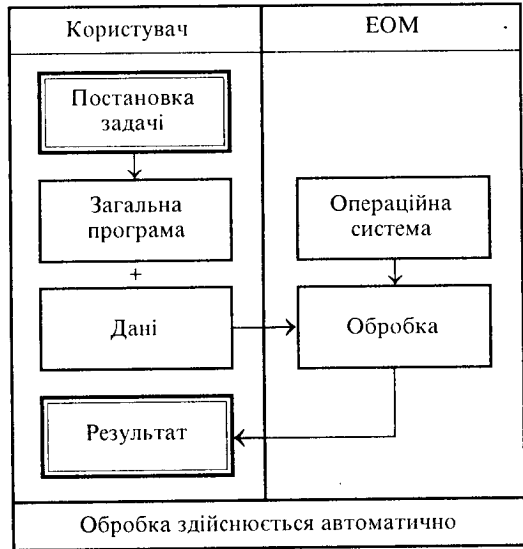 Користувач
ЕОМ
Постановка
задачі
Загальна
програма
+
Дані
Операційна
система
Обробка
Результат
Обробка здійснюється автоматично